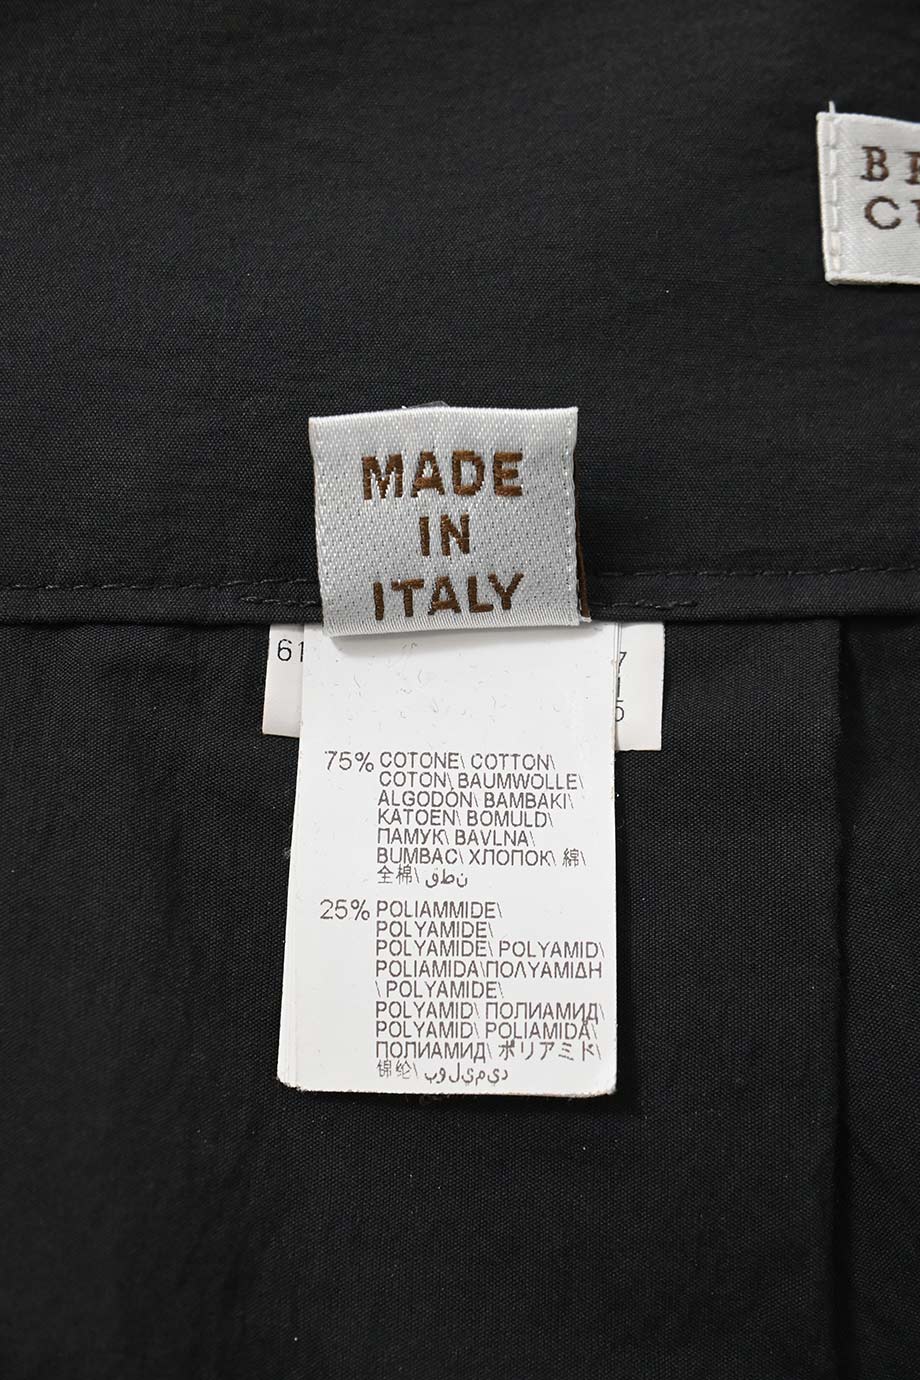 MADE
IN
ITALY
61
7
75% COTONE\ COTTON\
COTON\ BAUMWOLLE\
ALGODÓN\ BAMBAKI\
KATOEN\ BOMULD\
ПАМУК\ BAVLNA\
BUMBAC\ ХЛОПОК\ 綿\
全棉\ قطن
25% POLIAMMIDE\
POLYAMIDE\
POLYAMIDE\ POLYAMID\
POLIAMIDA\ΠΟΛΥΑΜΙΔΗ
\ POLYAMIDE\
POLYAMID\ ПОЛИАМИД\
POLYAMID\ POLIAMIDA\
ПОЛИАМИД\ ポリアミド\
锦纶\ بوليميد